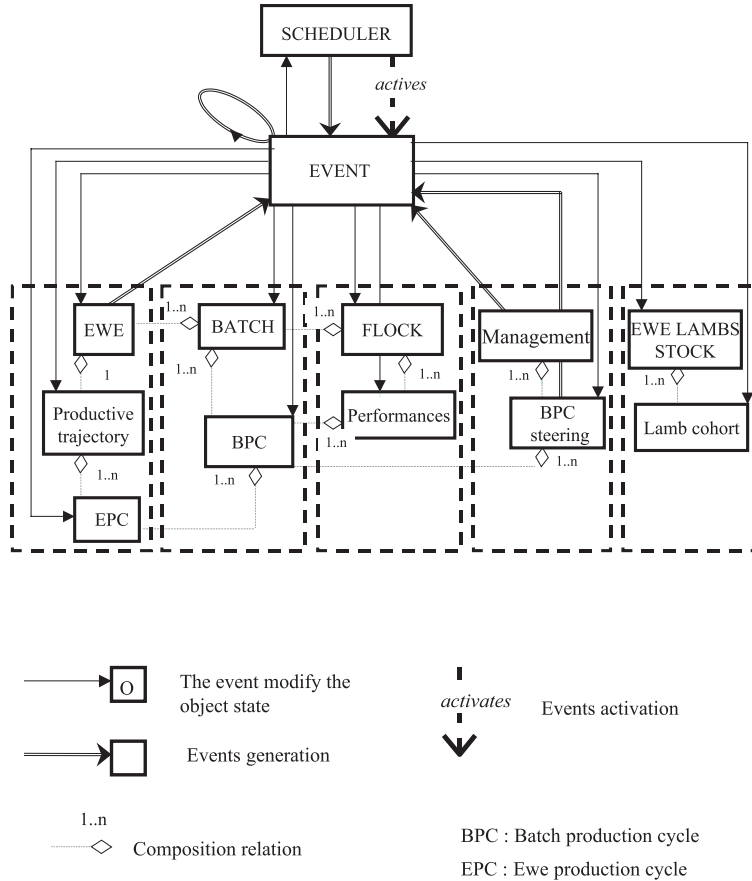 SCHEDULER
actives
EVENT
1..n
1..n
EWE
BATCH
FLOCK
Management
EWE LAMBS
STOCK
1
1..n
1..n
1..n
1..n
Productive
trajectory
BPC
Performances
BPC
steering
Lamb cohort
1..n
1..n
1..n
1..n
EPC
O
The event modify the
object state
activates
Events activation
Events generation
1..n
Composition relation
BPC : Batch production cycle
EPC : Ewe production cycle